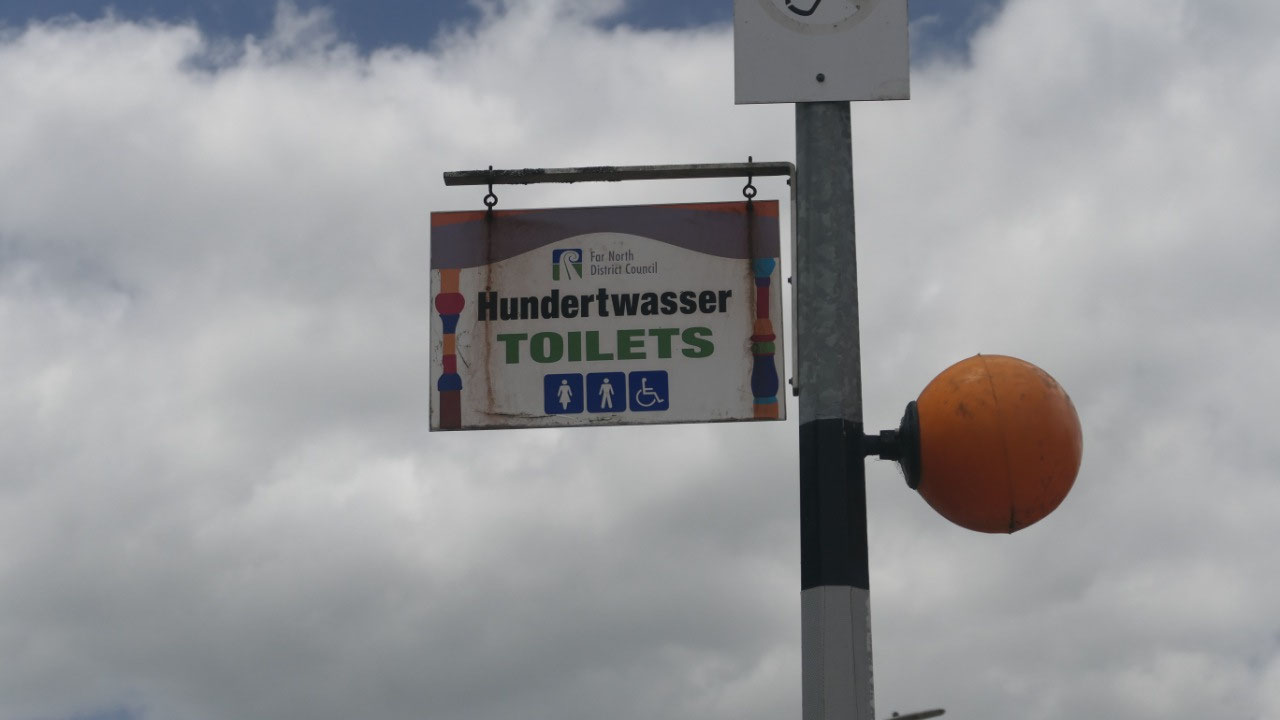 Far North
District Council
Hundertwasser
TOILETS